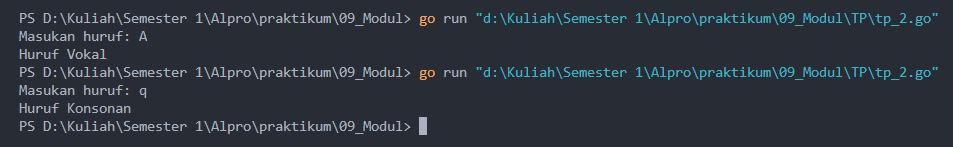 PS D:\Kuliah\Semester 1\Alpro\praktikum\09_Modul> go run "d:\Kuliah\Semester 1\Alpro\praktikum\09_Modul\TP\tp_2.go"
Masukan huruf: A
Huruf Vokal
PS D:\Kuliah\Semester 1\Alpro\praktikum\09_Modul> go run "d:\Kuliah\Semester 1\Alpro\praktikum\09_Modul\TP\tp_2.go"
Masukan huruf: q
Huruf Konsonan
PS D:\Kuliah\Semester 1\Alpro\praktikum\09_Modul>